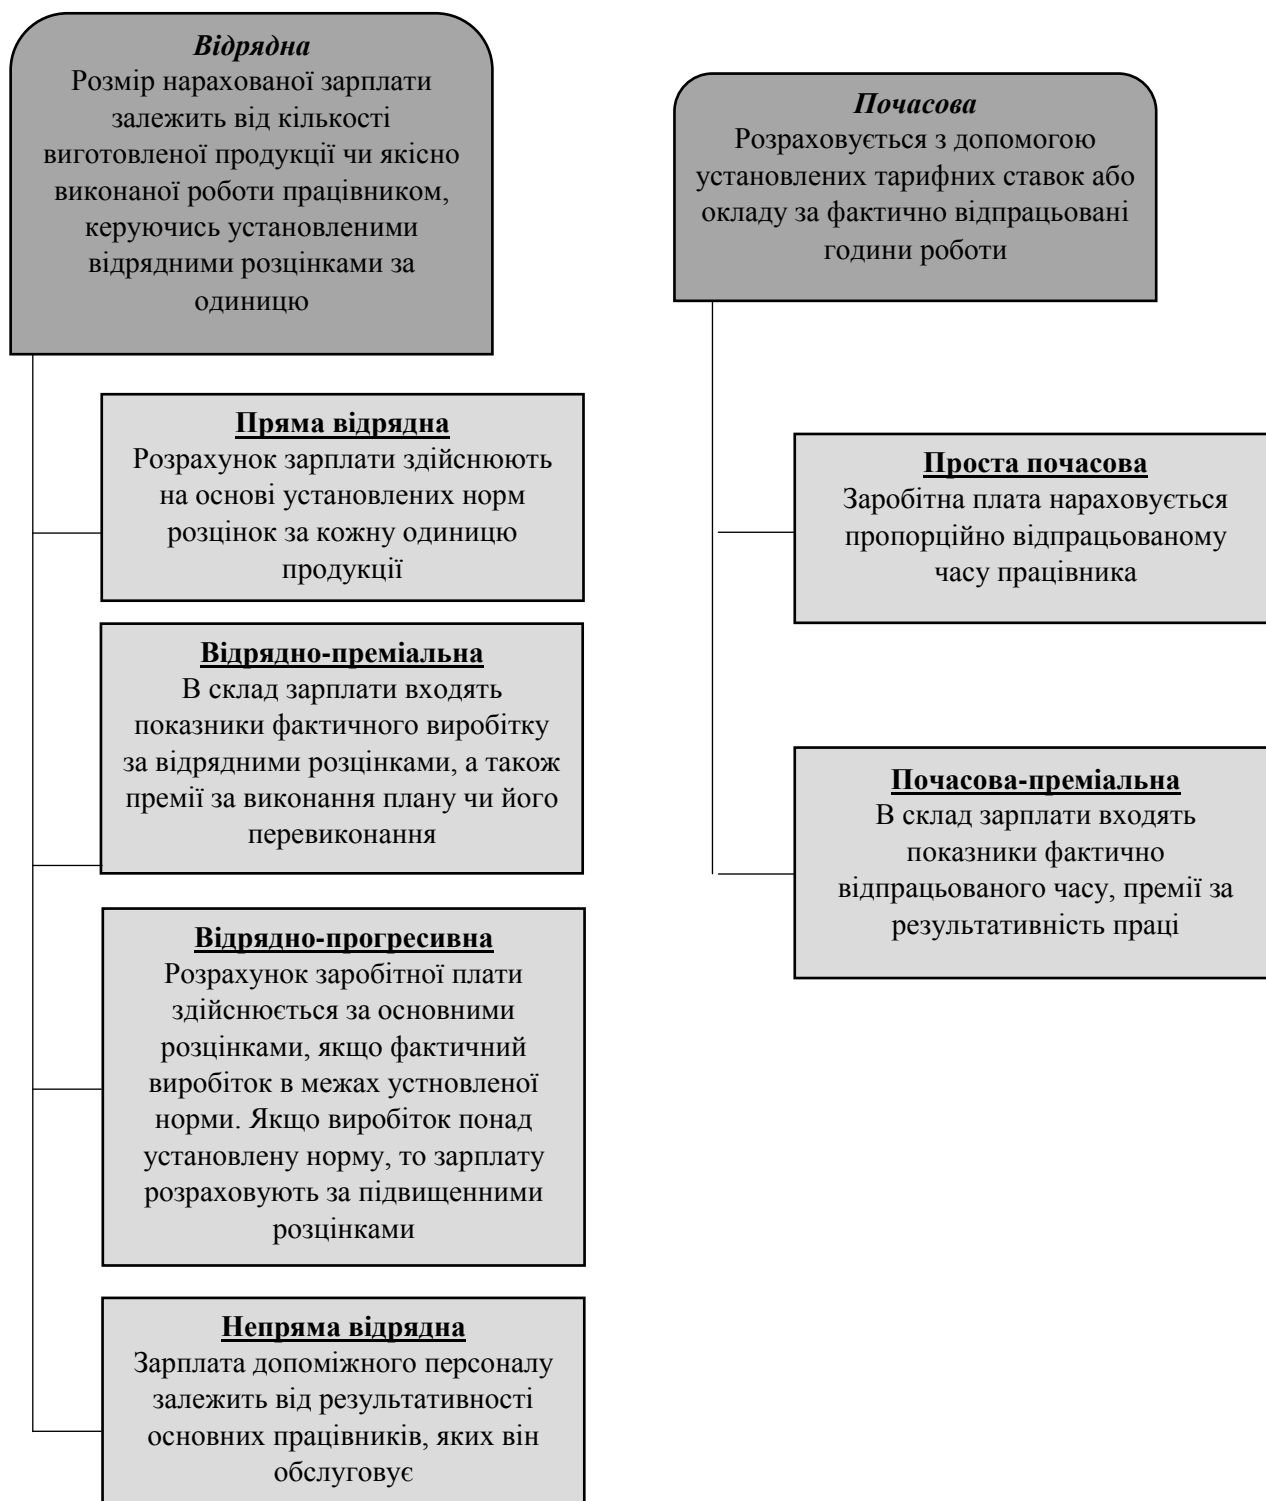 Відрядна
Розмір нарахованої зарплати
залежить від кількості
виготовленої продукції чи якісно
виконаної роботи працівником,
керуючись установленими
відрядними розцінками за
одиницю
Пряма відрядна
Розрахунок зарплати здійснюють
на основі установлених норм
розцінок за кожну одиницю
продукції
Відрядно-преміальна
В склад зарплати входять
показники фактичного виробітку
за відрядними розцінками, а також
премії за виконання плану чи його
перевиконання
Відрядно-прогресивна
Розрахунок заробітної плати
здійснюється за основними
розцінками, якщо фактичний
виробіток в межах устновленої
норми. Якщо виробіток понад
установлену норму, то зарплату
розраховують за підвищенними
розцінками
Непряма відрядна
Зарплата допоміжного персоналу
залежить від результативності
основних працівників, яких він
обслуговує
Почасова
Розраховується з допомогою
установлених тарифних ставок або
окладу за фактично відпрацьовані
години роботи
Проста почасова
Заробітна плата нараховується
пропорційно відпрацьованому
часу працівника
Почасова-преміальна
В склад зарплати входять
показники фактично
відпрацьованого часу, премії за
результативність праці